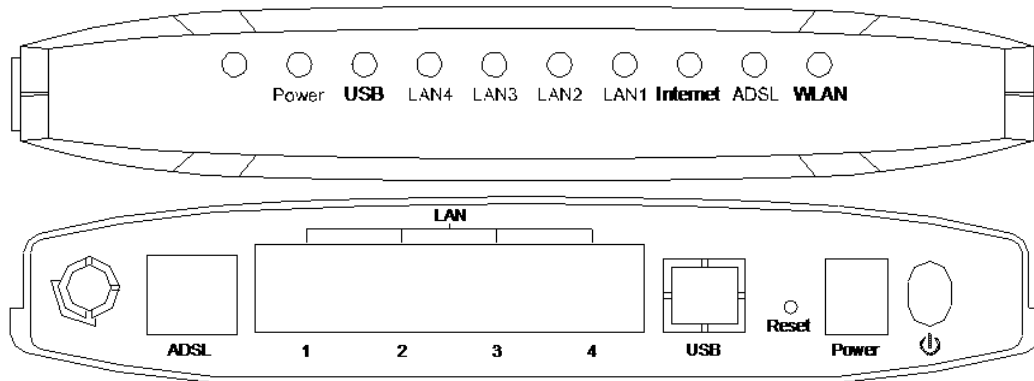 Power USB LAN4 LAN3 LAN2 LAN1 Internet ADSL WLAN
LAN
Reset
ADSL 1 2 3 4 USB Power